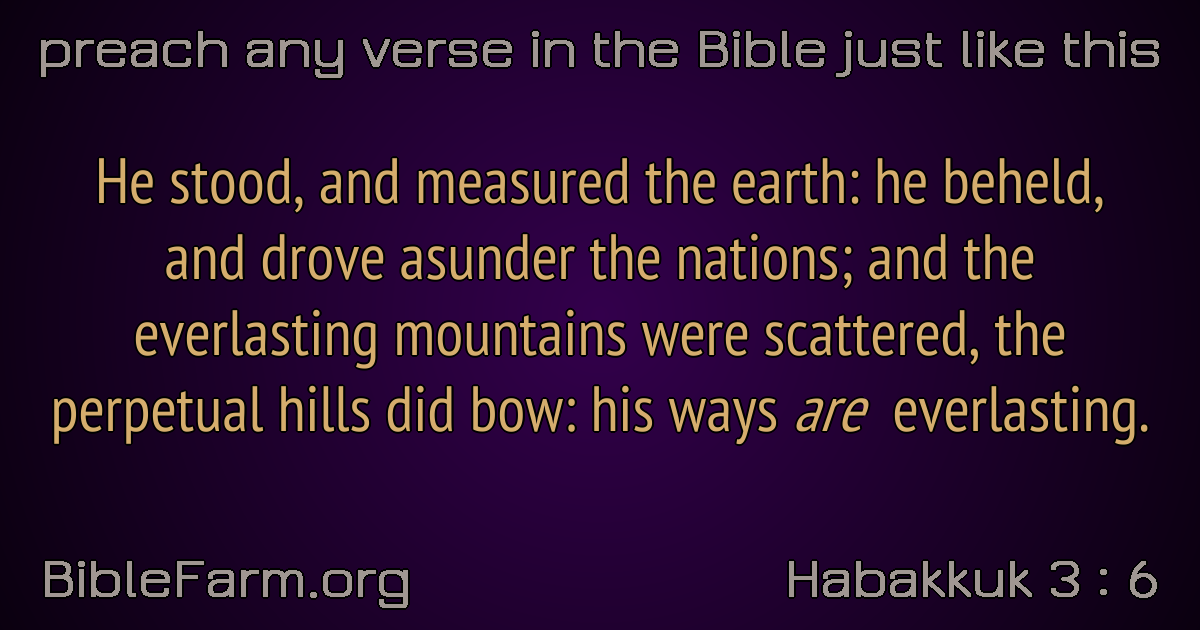 preach any verse in the Bible just like this
He stood, and measured the earth: he beheld,
and drove asunder the nations; and the
everlasting mountains were scattered, the
perpetual hills did bow: his ways are everlasting.
BibleFarm.org
Habakkuk 3 : 6